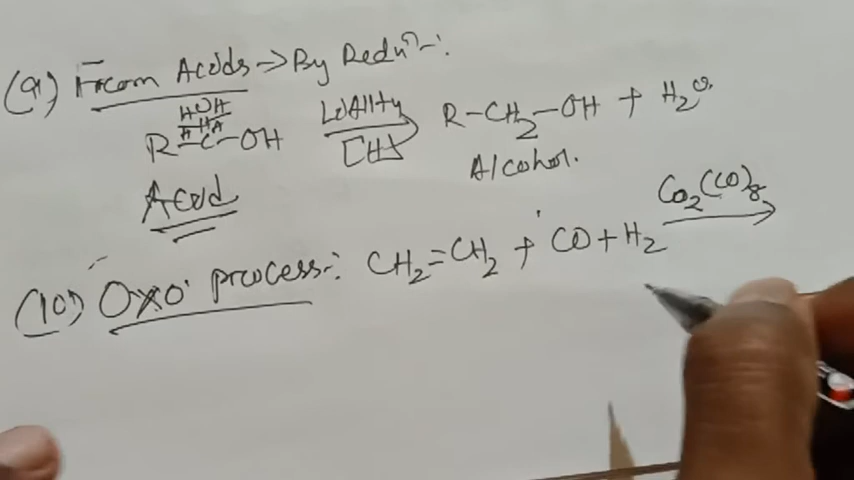 (9) From Acids → By Redun:
R-C-OH LiAlH4 [H] R-CH2-OH + H2O
Acid Alcohol.
(10) Oxo process: CH2=CH2 + CO + H2 Co2(CO)8 →